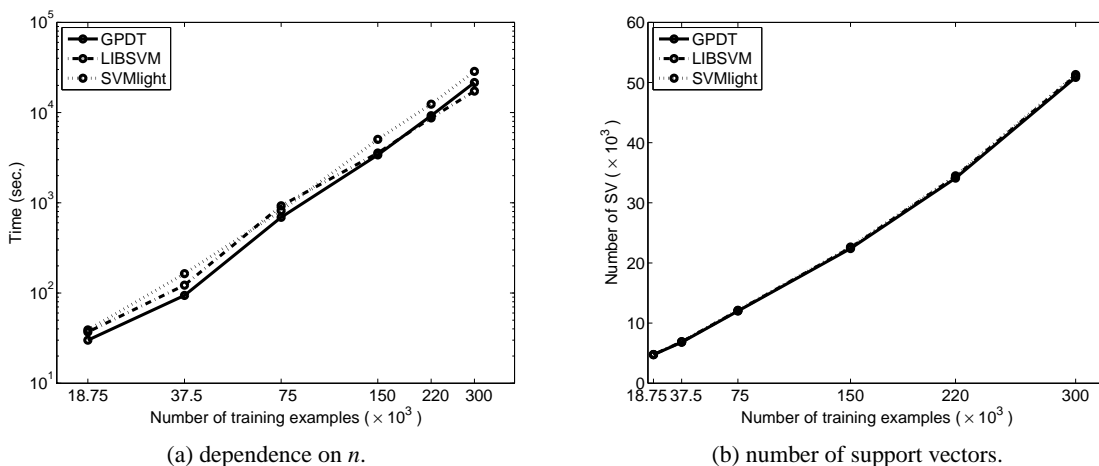 10^5
10^4
10^3
10^2
10^1
Time (sec.)
GPDT
LIBSVM
SVMlight
18.75 37.5 75 150 220 300
Number of training examples (× 10^3)
(a) dependence on n.
60
50
40
30
20
10
0
Number of SV (× 10^3)
GPDT
LIBSVM
SVMlight
18.75 37.5 75 150 220 300
Number of training examples (× 10^3)
(b) number of support vectors.